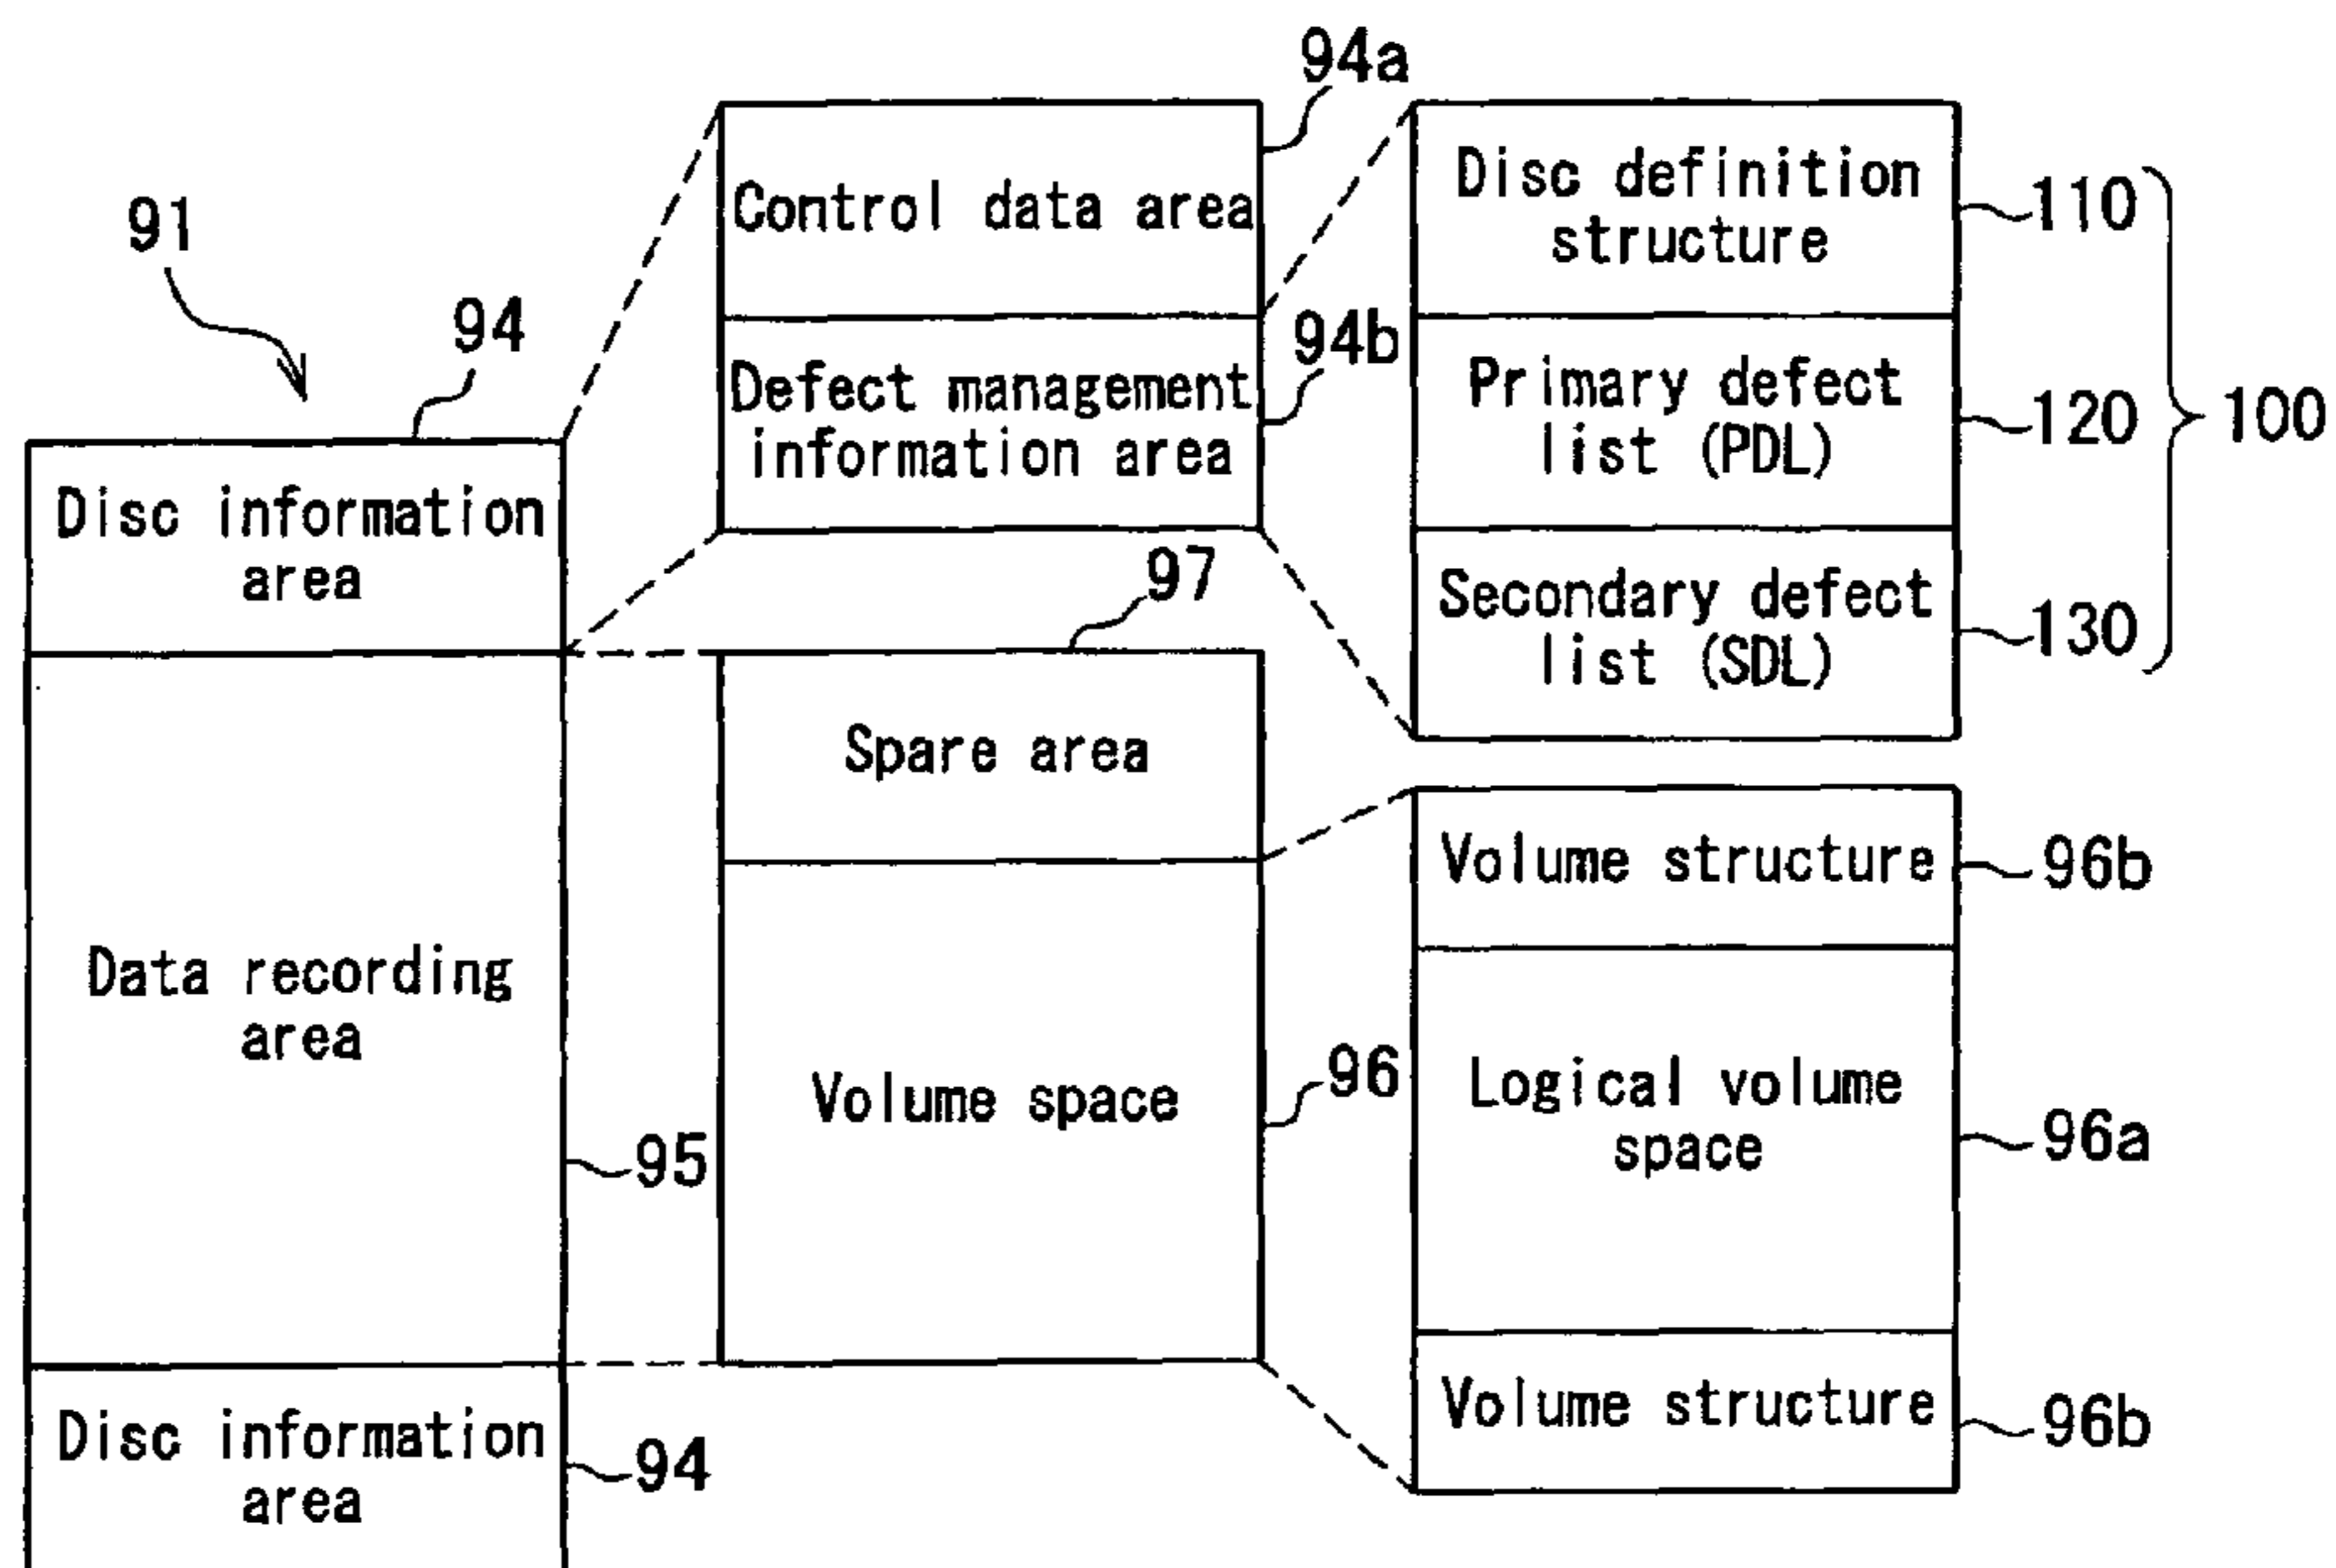 91
94
Disc information
area
Data recording
area
95
Disc information
area
94
94a
Control data area
94b
Defect management
information area
97
Spare area
Volume space
96
Disc definition
structure
110
Primary defect
list (PDL)
120
Secondary defect
list (SDL)
130
100
Volume structure
96b
Logical volume
space
96a
Volume structure
96b